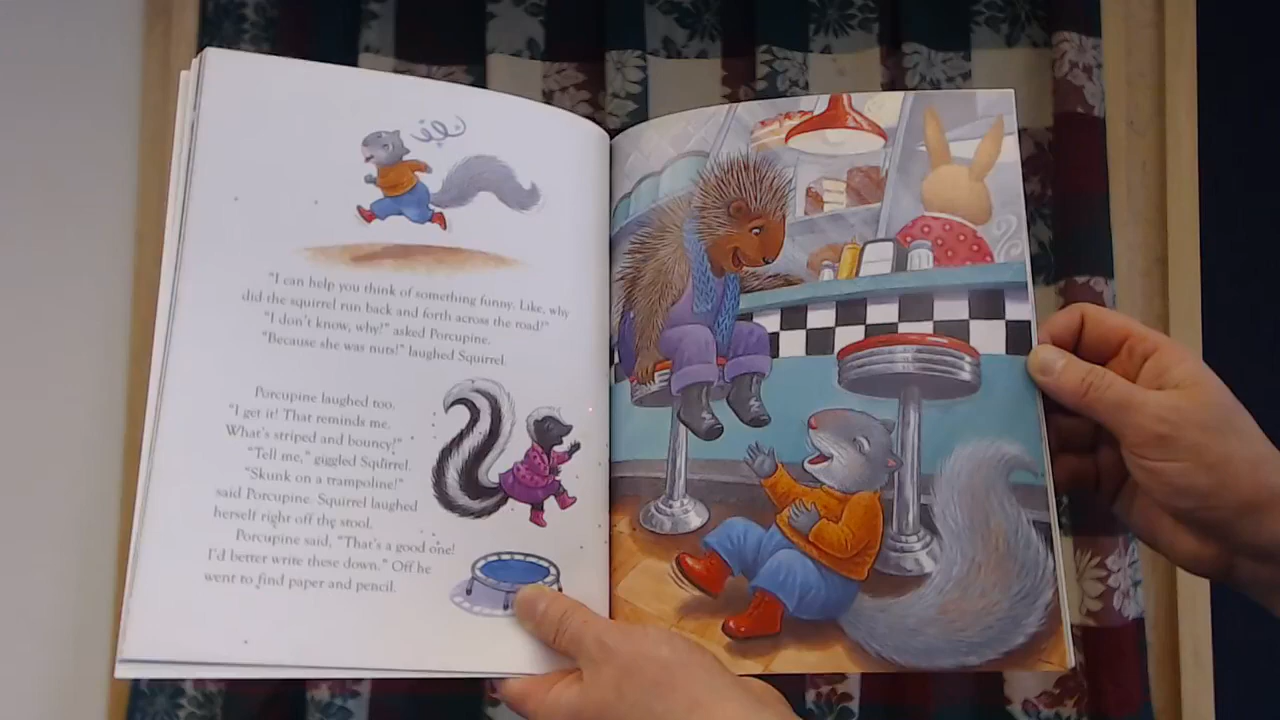 "I can help you think of something funny. Like, why
did the squirrel run back and forth across the road?"
"I don't know, why?" asked Porcupine.
"Because she was nuts!" laughed Squirrel.
Porcupine laughed too.
"I get it! That reminds me.
What's striped and bouncy?"
"Tell me," giggled Squirrel.
"Skunk on a trampoline!"
said Porcupine. Squirrel laughed
herself right off the stool.
Porcupine said, "That's a good one!
I'd better write these down." Off he
went to find paper and pencil.